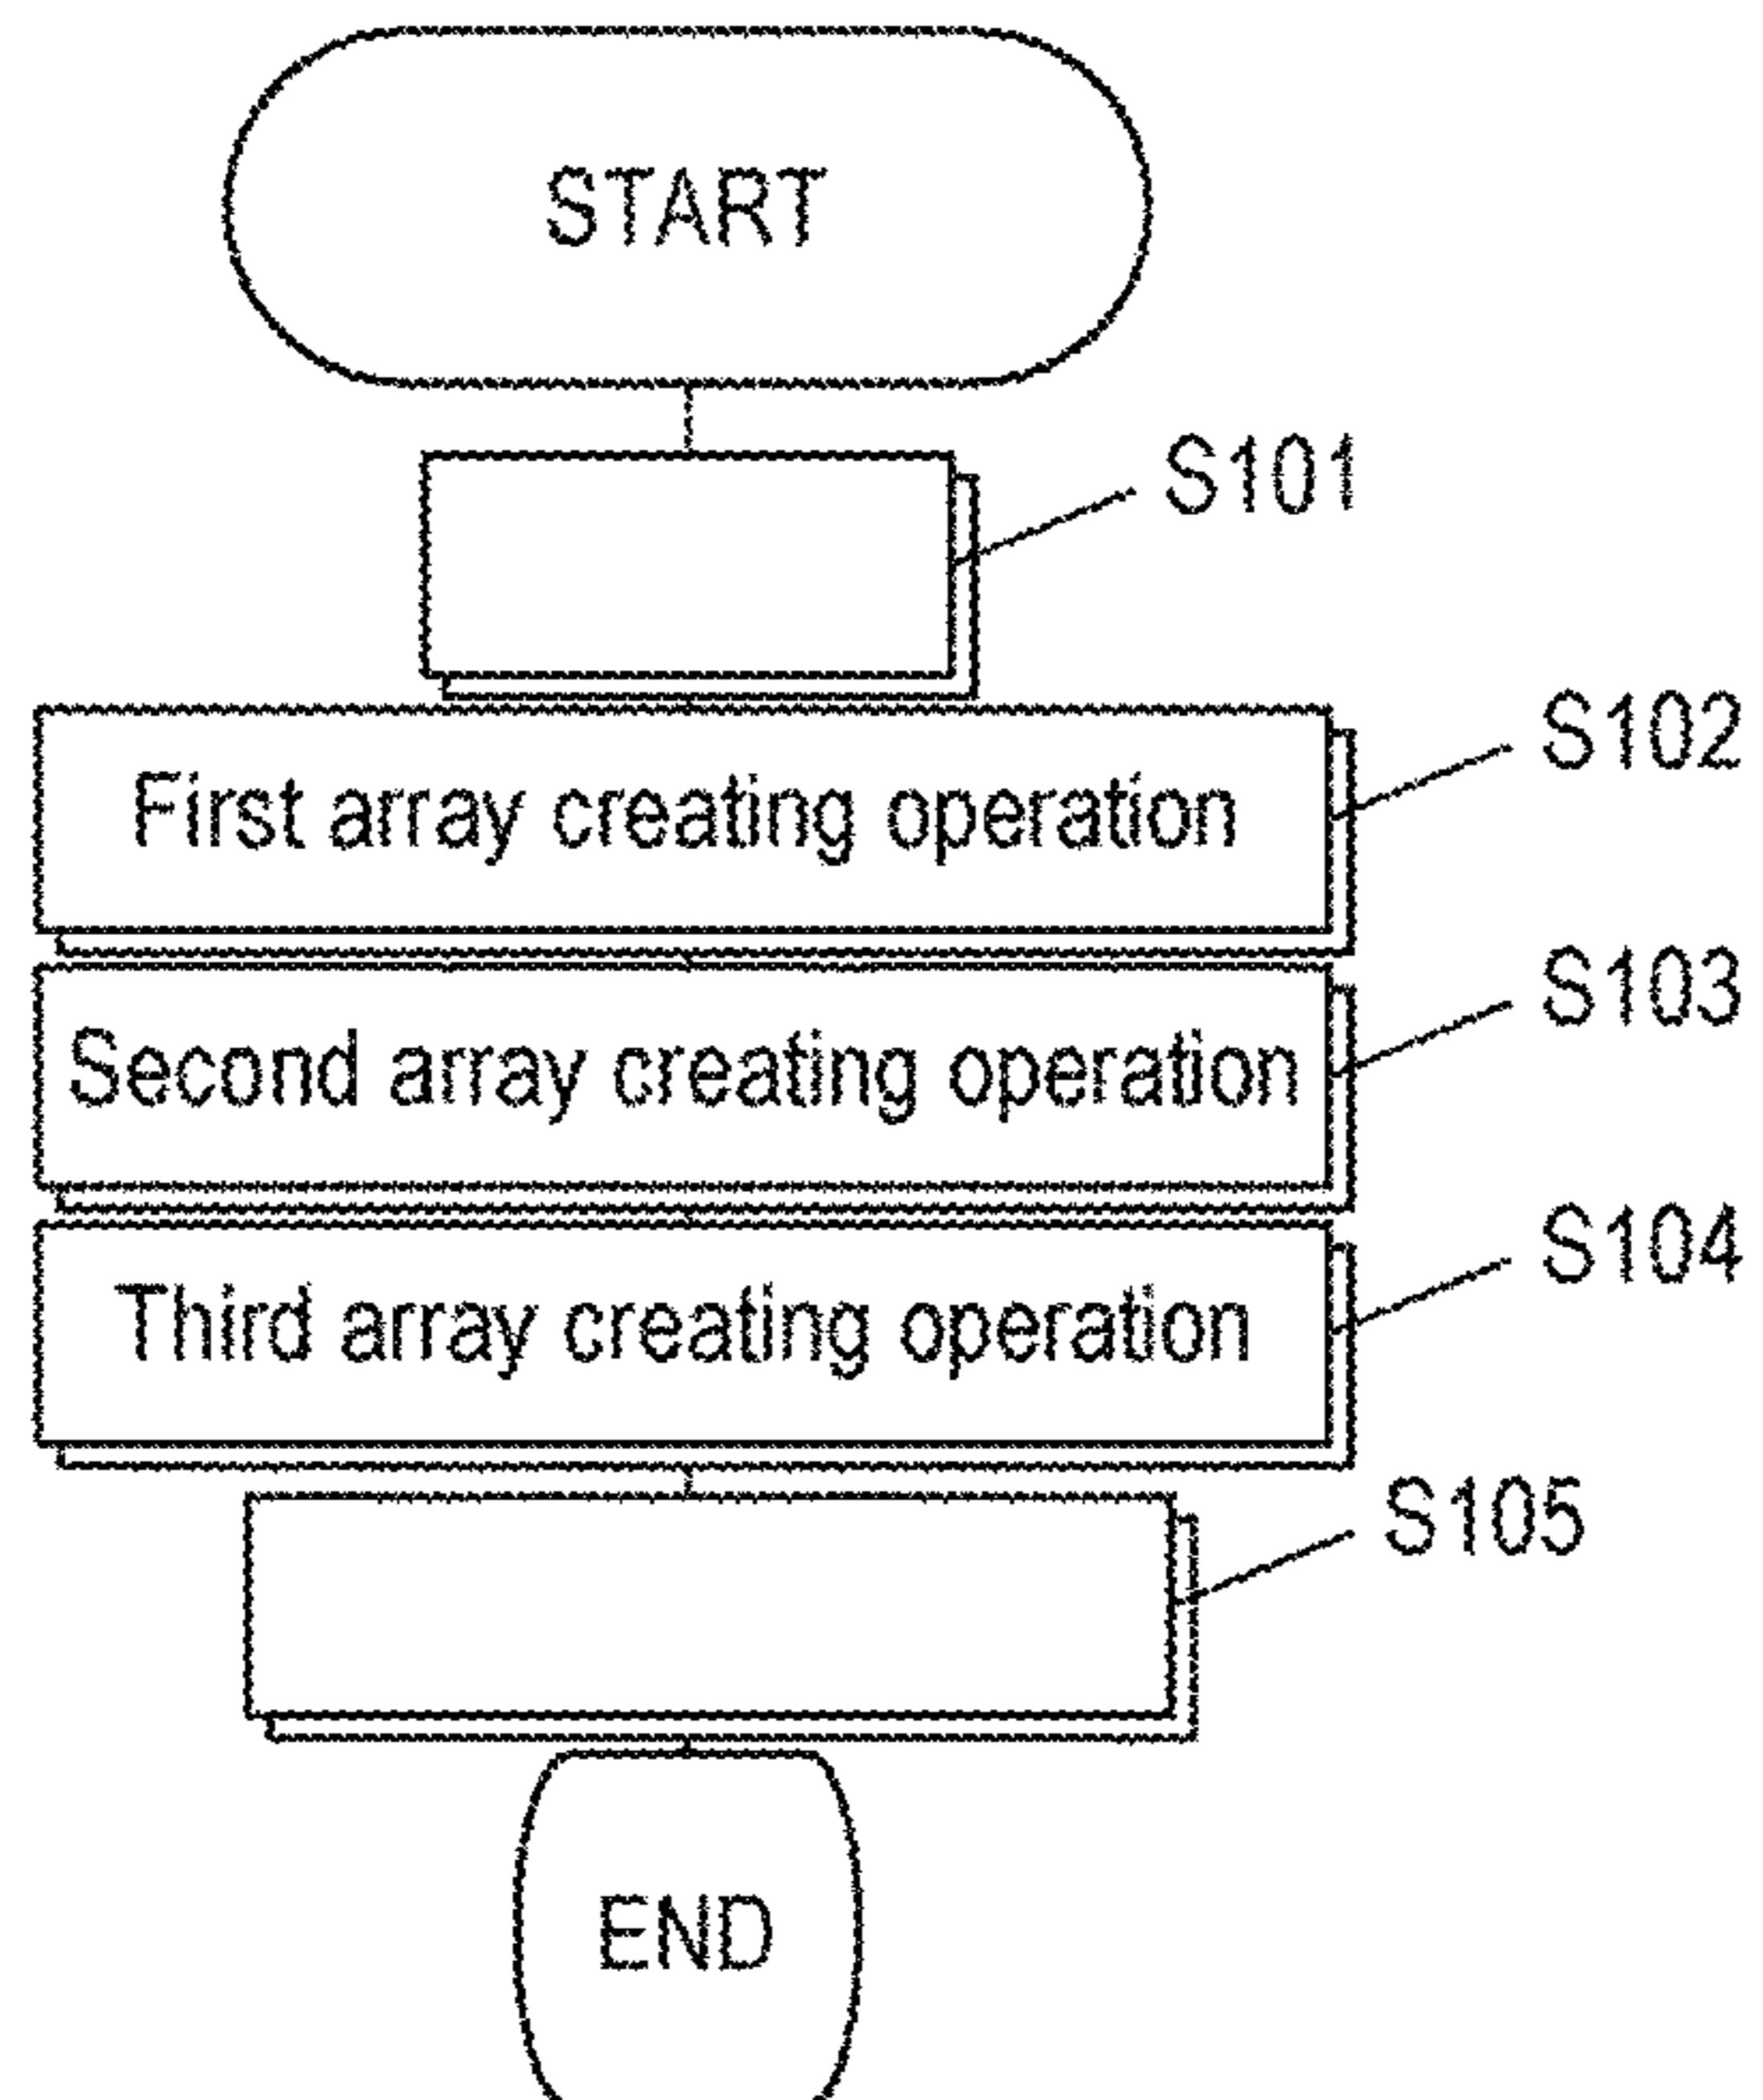 START
S101
S102
First array creating operation
S103
Second array creating operation
S104
Third array creating operation
S105
END